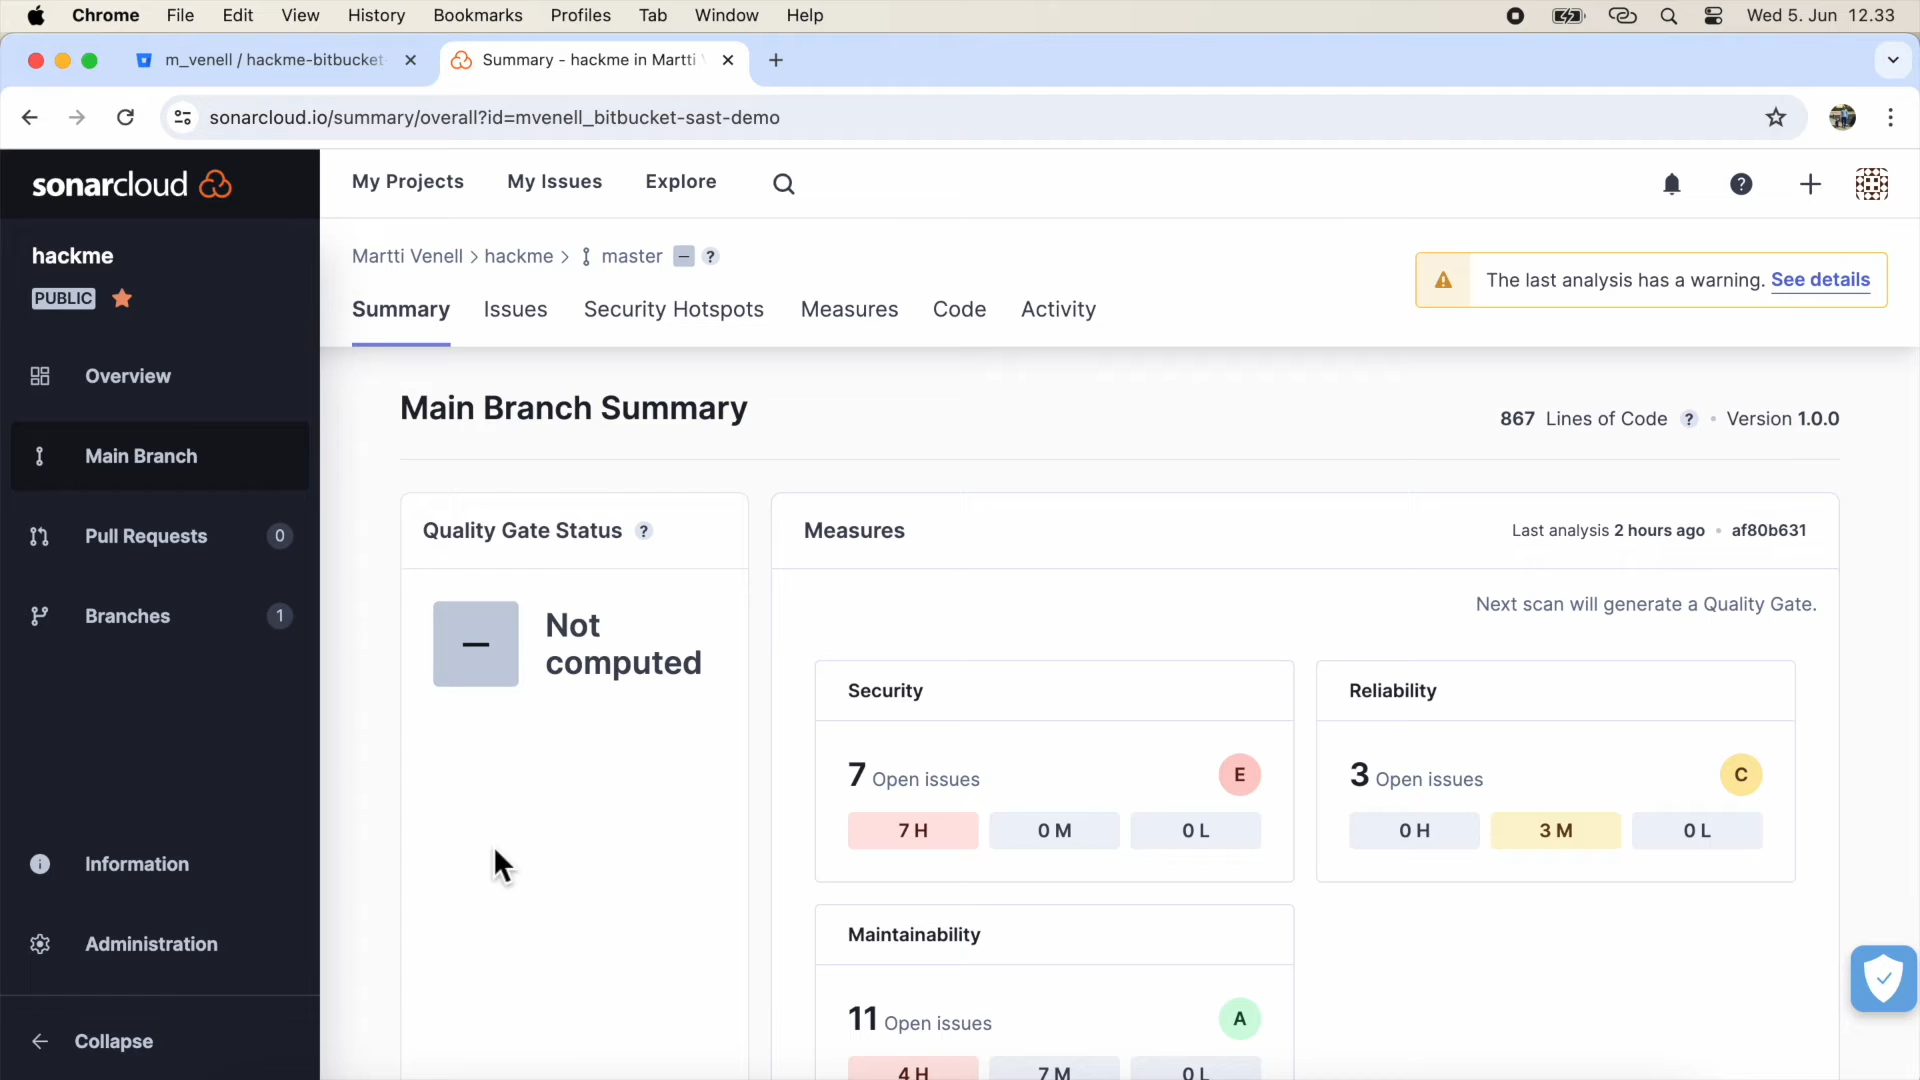 Chrome File Edit View History Bookmarks Profiles Tab Window Help Wed 5. Jun 12.33
m_venell / hackme-bitbucket Summary - hackme in Martti
sonarcloud.io/summary/overall?id=mvenell_bitbucket-sast-demo
sonarcloud My Projects My Issues Explore
hackme
PUBLIC
Overview
Main Branch
Pull Requests 0
Branches 1
Information
Administration
Collapse
Martti Venell > hackme > master
The last analysis has a warning. See details
Summary Issues Security Hotspots Measures Code Activity
Main Branch Summary
867 Lines of Code ? • Version 1.0.0
Quality Gate Status ?
Not
computed
Measures
Last analysis 2 hours ago • af80b631
Next scan will generate a Quality Gate.
Security
7 Open issues E
7 H 0 M 0 L
Reliability
3 Open issues C
0 H 3 M 0 L
Maintainability
11 Open issues A
4 H 7 M 0 L